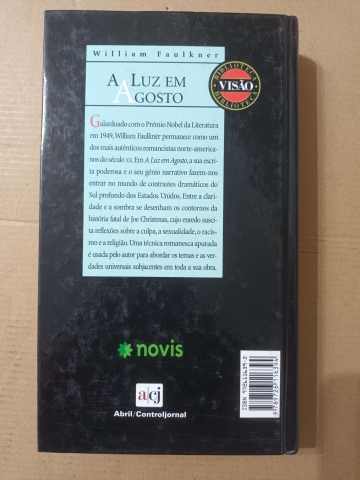 William Faulkner
A LUZ EM
AGOSTO
BIBLIOTECA
VISÃO
BIBLIOTECA
Galardoado com o Prémio Nobel da Literatura
em 1949, William Faulkner permanece como um
dos mais autênticos romancistas norte-america-
nos do século XX. Em A Luz em Agosto, a sua escri-
ta poderosa e o seu génio narrativo fazem-nos
entrar no mundo de contrastes dramáticos do
Sul profundo dos Estados Unidos. Entre a clari-
dade e a sombra se desenham os contornos da
história fatal de Joe Christmas, cujo enredo susci-
ta reflexões sobre a culpa, a sexualidade, o racis-
mo e a religião. Uma técnica romanesca apurada
é usada pelo autor para abordar os temas e as ver-
dades universais subjacentes em toda a sua obra.
novis
a/cj
Abril/Controljornal